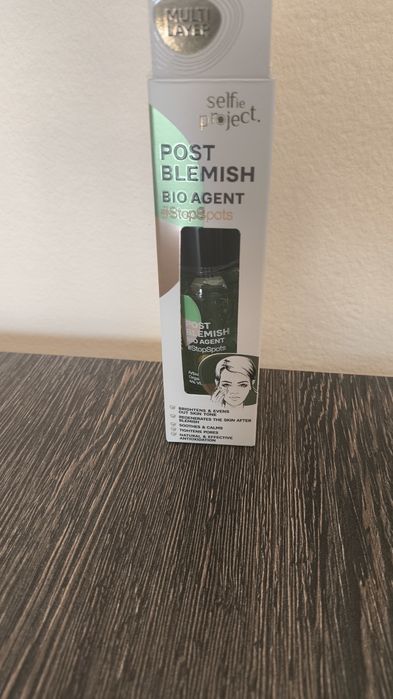 MULTI
LAYER
selfie
project.
POST
BLEMISH
BIO AGENT
#StopSpots
POST
BLEMISH
BIO AGENT
#StopSpots
BRIGHTENS & EVENS
OUT SKIN TONE
REGENERATES THE SKIN AFTER
BLEMISH
SOOTHES & CALMS
TIGHTENS PORES
NATURAL & EFFECTIVE
ANTIOXIDATION